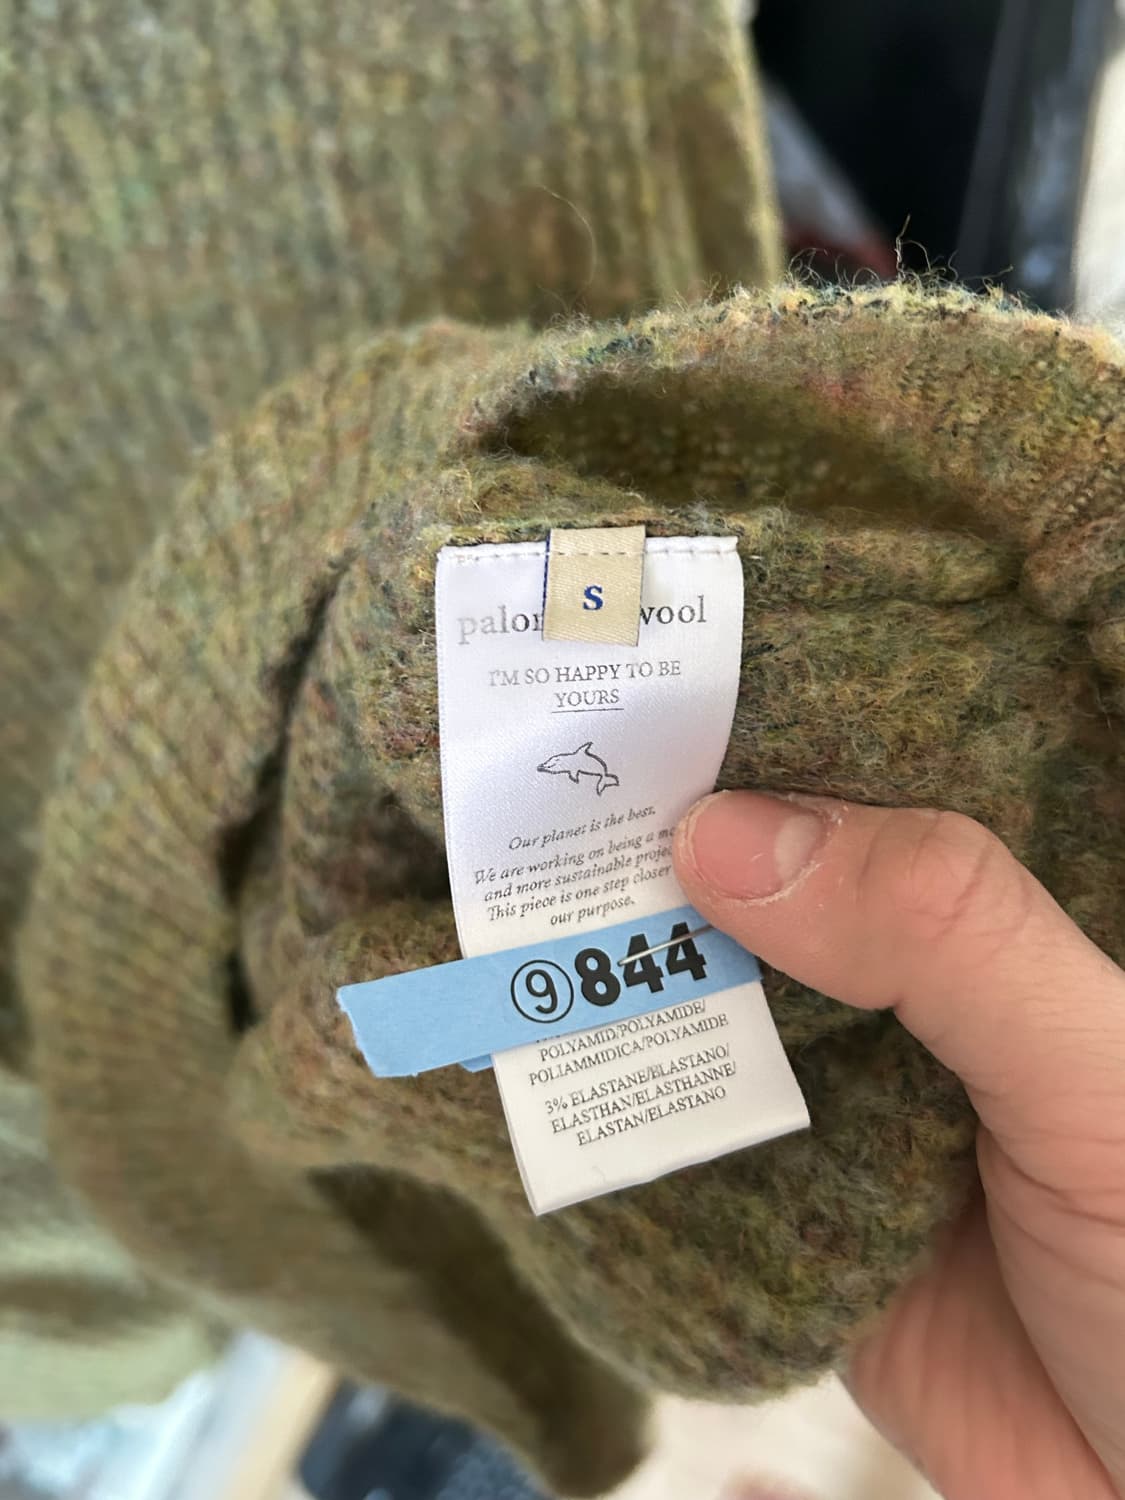 S
palo wool
I'M SO HAPPY TO BE
YOURS
Our planet is the best.
We are working on being a
and more sustainable
This piece is one step closer
our purpose.
⑨844
POLYAMID/POLYAMIDE/
POLIAMMIDICA/POLYAMIDE
3% ELASTANE/ELASTANO/
ELASTHAN/ELASTHANNE/
ELASTAN/ELASTANO